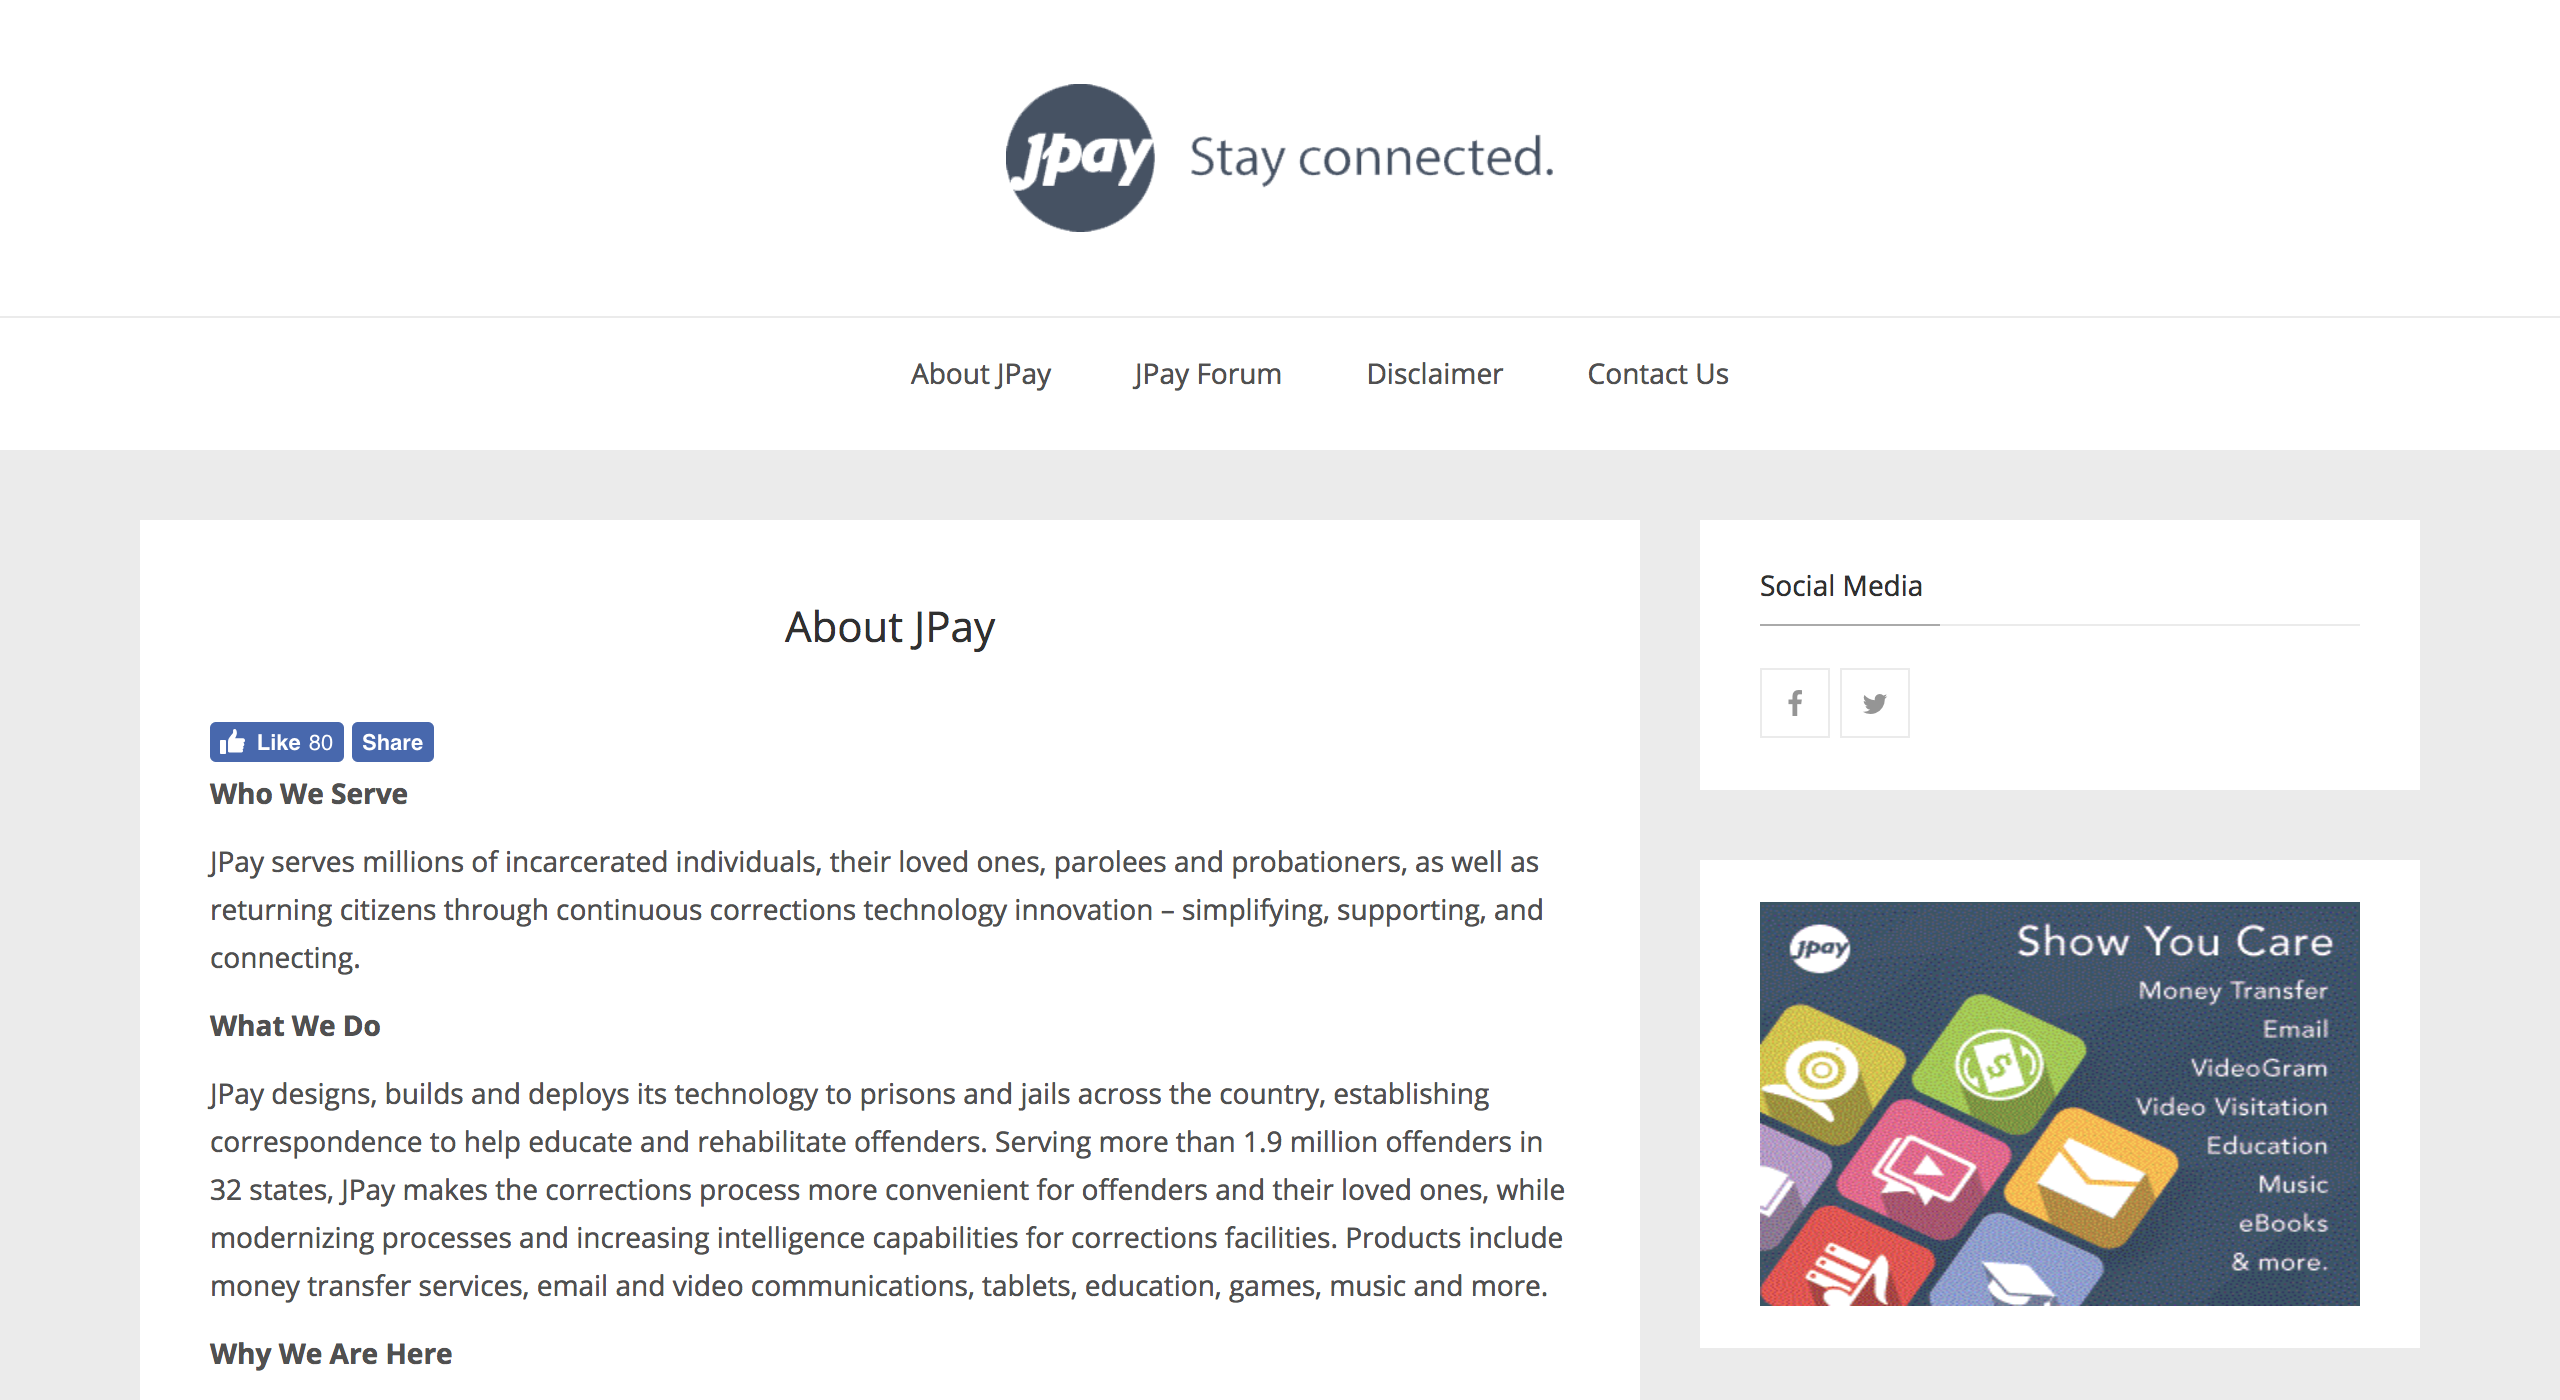 jpay Stay connected.
About JPay JPay Forum Disclaimer Contact Us
About JPay
Like 80 Share
Who We Serve
JPay serves millions of incarcerated individuals, their loved ones, parolees and probationers, as well as
returning citizens through continuous corrections technology innovation – simplifying, supporting, and
connecting.
What We Do
JPay designs, builds and deploys its technology to prisons and jails across the country, establishing
correspondence to help educate and rehabilitate offenders. Serving more than 1.9 million offenders in
32 states, JPay makes the corrections process more convenient for offenders and their loved ones, while
modernizing processes and increasing intelligence capabilities for corrections facilities. Products include
money transfer services, email and video communications, tablets, education, games, music and more.
Why We Are Here
Social Media
jpay
Show You Care
Money Transfer
Email
VideoGram
Video Visitation
Education
Music
eBooks
& more.